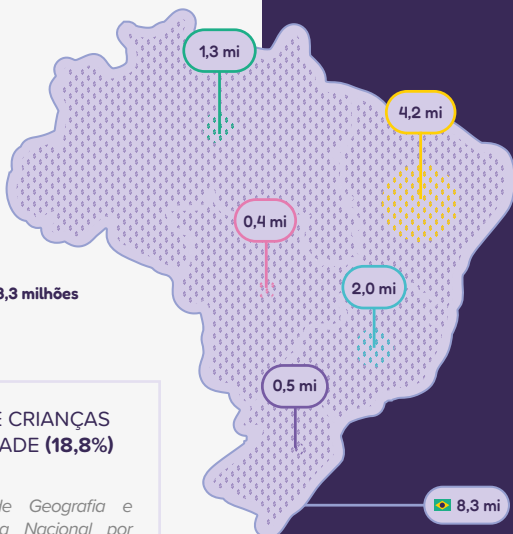 1,3 mi
4,2 mi
0,4 mi
2,0 mi
8,3 milhões
0,5 mi
CRIANÇAS
ADE (18,8%)
8,3 mi
de Geografia e
Nacional por